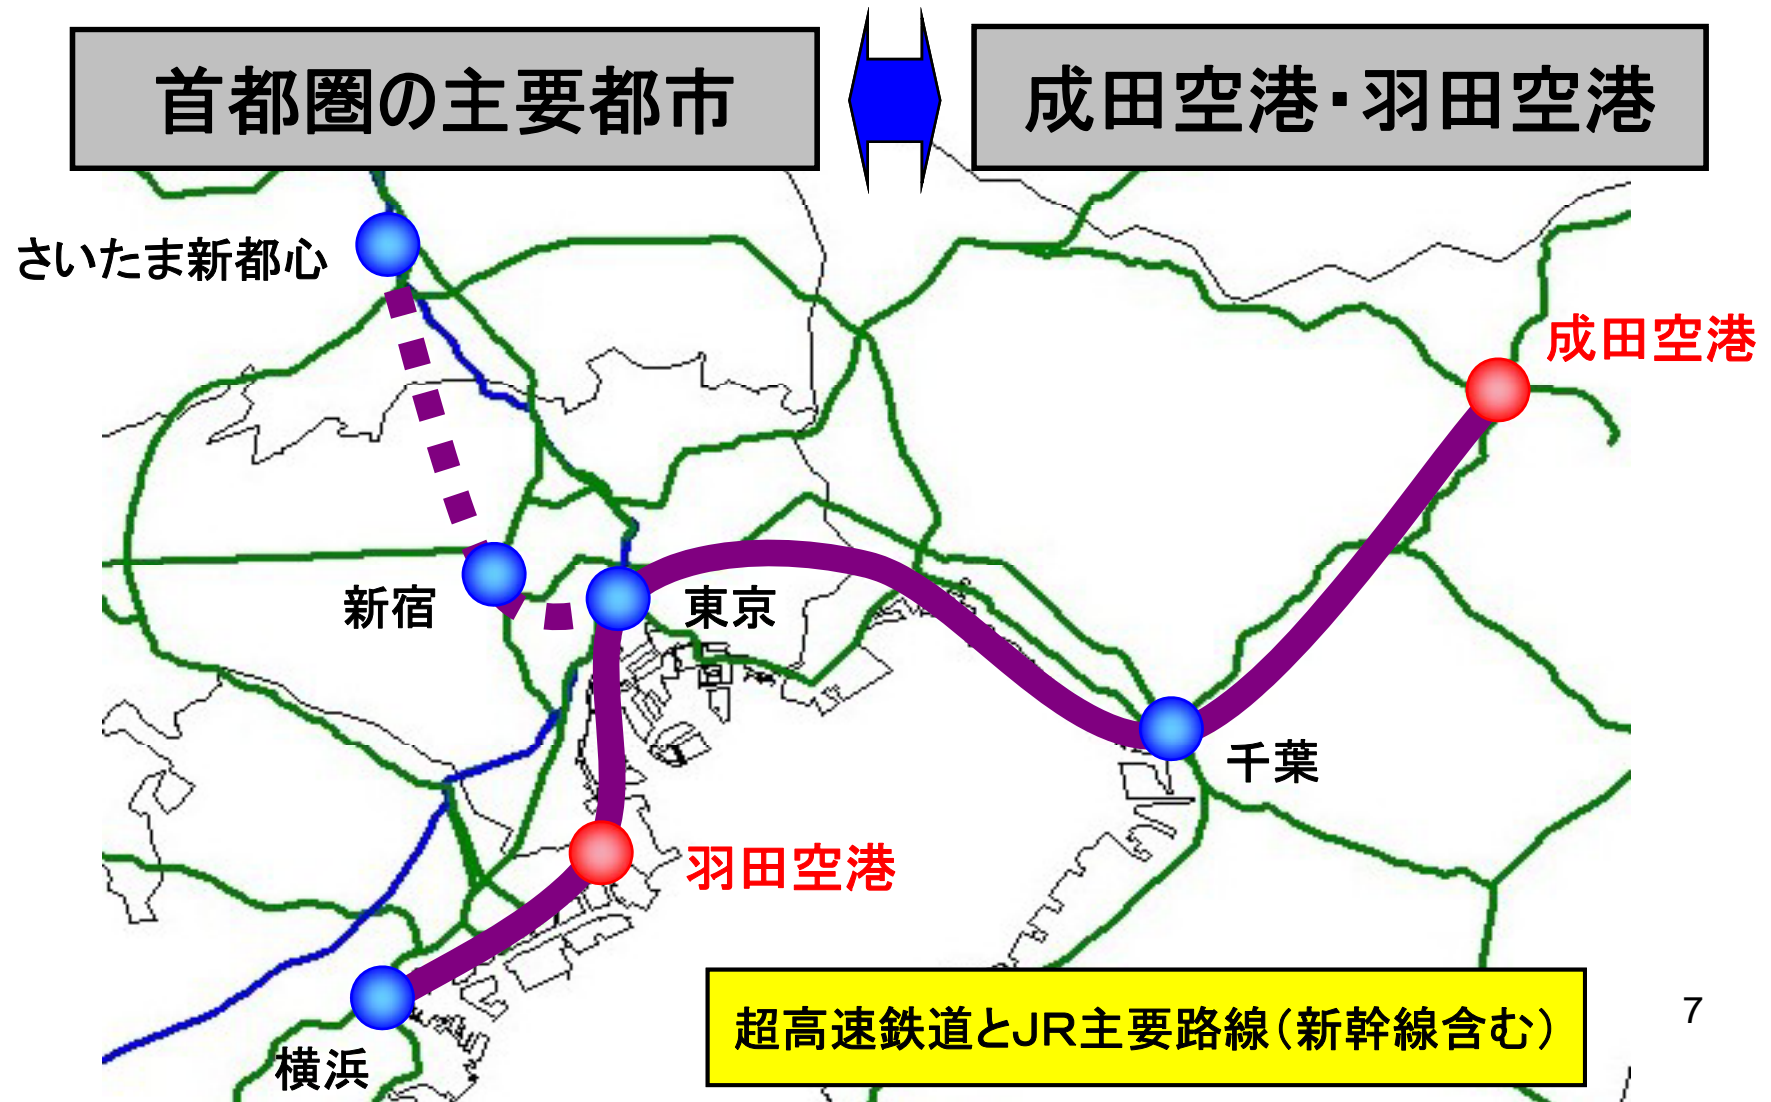 首都圏の主要都市
成田空港・羽田空港
さいたま新都心
成田空港
新宿
東京
千葉
羽田空港
横浜
超高速鉄道とJR主要路線(新幹線含む)
7